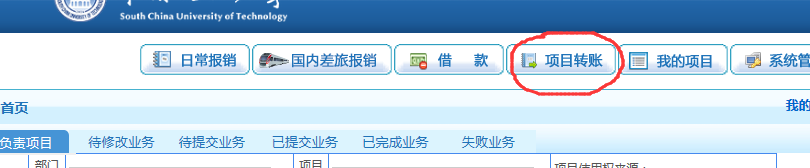 South China University of Technology
日常报销 国内差旅报销 借 款 项目转账 我的项目 系统管
首页 我的
负责项目 待修改业务 待提交业务 已提交业务 已完成业务 失败业务
部门 项目 项目使用权来源：